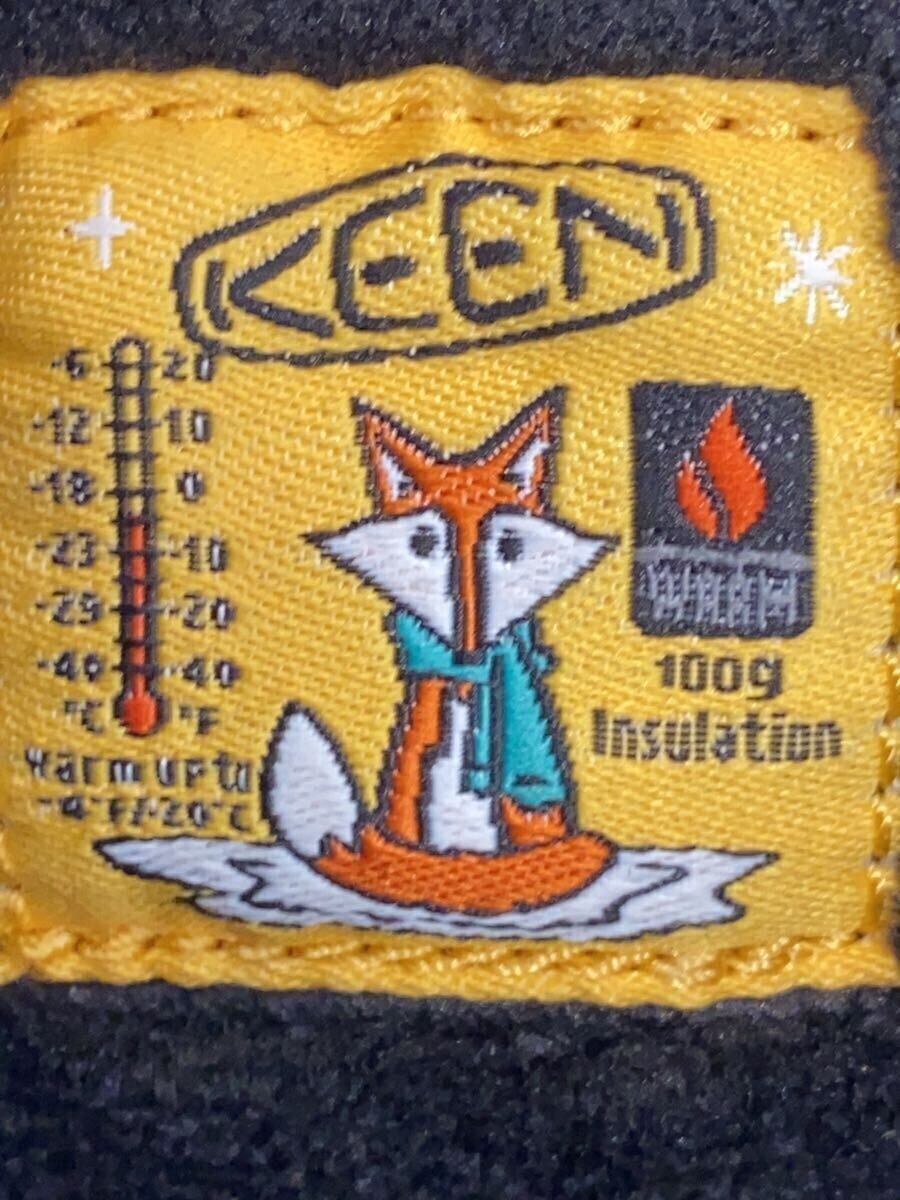 KEEN
-6 20
-12 10
-18 0
-23 -10
-29 -20
-40 -40
°C °F
Warm up to
-4°F/-20°C
WARM
100g
Insulation